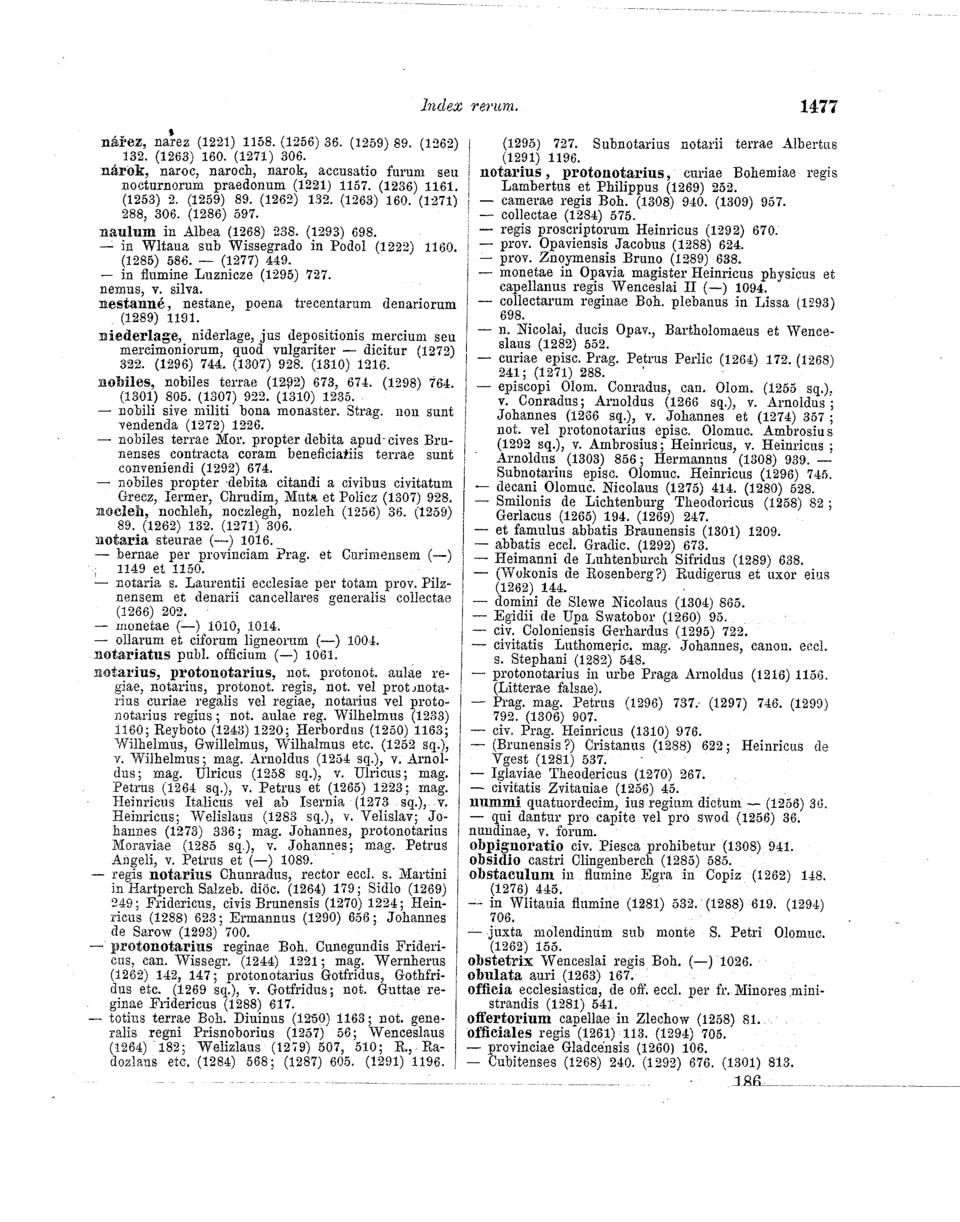 Index rerum.
1477
nářez, narez (1221) 1158. (1256) 36. (1259) 89. (1262)
132. (1263) 160. (1271) 306.
národ, naroc, naroch, narok, accusatio furum seu
nocturnorum praedonum (1221) 1157. (1236) 1161.
(1253) 2. (1259) 89. (1262) 132. (1263) 160. (1271)
288, 306. (1286) 597.
naulum in Albea (1268) 238. (1293) 698.
— in Wltaua sub Wissegrado in Podol (1222) 1160.
(1285) 586. — (1277) 449.
— in flumine Luznicze (1295) 727.
nemus, v. silva.
nestanné, nestane, poena trecentarum denariorum
(1289) 1191.
niederlage, niderlage, jus depositionis mercium seu
mercimoniorum, quod vulgariter — dicitur (1272)
322. (1296) 744. (1307) 928. (1310) 1216.
nobiles, nobiles terrae (1292) 673, 674. (1298) 764.
(1301) 805. (1307) 922. (1310) 1235.
— nobili sive militi bona monaster. Strag. non sunt
vendenda (1272) 1226.
— nobiles terrae Mor. propter debita apud cives Bru-
nenses contracta coram beneficiatiis terrae sunt
conveniendi (1292) 674.
— nobiles propter debita citandi a civibus civitatum
Grecz, Iermer, Chrudim, Muta et Policz (1307) 928.
nocleh, nochleh, noczlegh, nozleh (1256) 36. (1259)
89. (1262) 132. (1271) 306.
notaria steurae (—) 1016.
— bernae per provinciam Prag. et Curimensem (—)
1149 et 1150.
— notaria s. Laurentii ecclesiae per totam prov. Pilz-
nensem et denarii cancellares generalis collectae
(1266) 202.
— monetae (—) 1010, 1014.
— ollarum et ciforum ligneorum (—) 1004.
notariatus publ. officium (—) 1061.
notarius, protonotarius, not. protonot. aulae re-
giae, notarius, protonot. regis, not. vel protonota-
rius curiae regalis vel regiae, notarius vel proto-
notarius regius; not. aulae reg. Wilhelmus (1233)
1160; Reyboto (1243) 1220; Herbordus (1250) 1163;
Wilhelmus, Gwillelmus, Wilhalmus etc. (1252 sq.),
v. Wilhelmus; mag. Arnoldus (1254 sq.), v. Arnol-
dus; mag. Ulricus (1258 sq.), v. Ulricus; mag.
Petrus (1264 sq.), v. Petrus et (1265) 1223; mag.
Heinricus Italicus vel ab Isernia (1273 sq.), v.
Heinricus; Welislaus (1283 sq.), v. Velislav; Jo-
hannes (1273) 336; mag. Johannes, protonotarius
Moraviae (1285 sq.), v. Johannes; mag. Petrus
Angeli, v. Petrus et (—) 1089.
— regis notarius Chunradus, rector eccl. s. Martini
in Hartperch Salzeb. diöc. (1264) 179; Sidlo (1269)
249; Fridericus, civis Brunensis (1270) 1224; Hein-
ricus (1288) 623; Ermannus (1290) 656; Johannes
de Sarow (1293) 700.
— protonotarius reginae Boh. Cunegundis Frideri-
cus, can. Wissegr. (1244) 1221; mag. Wernherus
(1262) 142, 147; protonotarius Gotfridus, Gothfri-
dus etc. (1269 sq.), v. Gotfridus; not. Guttae re-
ginae Fridericus (1288) 617.
— totius terrae Boh. Diuinus (1250) 1163; not. gene-
ralis regni Prisnoborius (1257) 56; Wenceslaus
(1264) 182; Welizlaus (1279) 507, 510; R., Ra-
dozlaus etc. (1284) 568; (1287) 605. (1291) 1196.
(1295) 727. Subnotarius notarii terrae Albertus
(1291) 1196.
notarius, protonotarius, curiae Bohemiae regis
Lambertus et Philippus (1269) 252.
— camerae regis Boh. (1308) 940. (1309) 957.
— collectae (1284) 575.
— regis proscriptorum Heinricus (1292) 670.
— prov. Opaviensis Jacobus (1288) 624.
— prov. Znoymensis Bruno (1289) 638.
— monetae in Opavia magister Heinricus physicus et
capellanus regis Wenceslai II (—) 1094.
— collectarum reginae Boh. plebanus in Lissa (1293)
698.
— n. Nicolai, ducis Opav., Bartholomaeus et Wence-
slaus (1282) 552.
— curiae episc. Prag. Petrus Perlic (1264) 172. (1268)
241; (1271) 288.
— episcopi Olom. Conradus, can. Olom. (1255 sq.),
v. Conradus; Arnoldus (1266 sq.), v. Arnoldus;
Johannes (1266 sq.), v. Johannes et (1274) 357;
not. vel protonotarius episc. Olomuc. Ambrosius
(1292 sq.), v. Ambrosius; Heinricus, v. Heinricus;
Arnoldus (1303) 856; Hermannus (1308) 939. —
Subnotarius episc. Olomuc. Heinricus (1296) 745.
— decani Olomuc. Nicolaus (1275) 414. (1280) 528.
— Smilonis de Lichtenburg Theodoricus (1258) 82;
Gerlacus (1265) 194. (1269) 247.
— et famulus abbatis Braunensis (1301) 1209.
— abbatis eccl. Gradic. (1292) 673.
— Heimanni de Luhtenburch Sifridus (1289) 638.
— (Wokonis de Rosenberg?) Rudigerus et uxor eius
(1262) 144.
— domini de Slewe Nicolaus (1304) 865.
— Egidii de Upa Swatobor (1260) 95.
— civ. Coloniensis Gerhardus (1295) 722.
— civitatis Luthomeric. mag. Johannes, canon. eccl.
s. Stephani (1282) 548.
— protonotarius in urbe Praga Arnoldus (1216) 1156.
(Litterae falsae).
— Prag. mag. Petrus (1296) 737. (1297) 746. (1299)
792. (1306) 907.
— civ. Prag. Heinricus (1310) 976.
— (Brunensis?) Cristanus (1288) 622; Heinricus de
Vgest (1281) 537.
— Iglaviae Theodericus (1270) 267.
— civitatis Zvitauiae (1256) 45.
nummi quatuordecim, ius regium dictum — (1256) 36.
— qui dantur pro capite vel pro swod (1256) 36.
nundinae, v. forum.
obpignoratio civ. Piesca prohibetur (1308) 941.
obsidio castri Clingenberch (1285) 585.
obstaculum in flumine Egra in Copiz (1262) 148.
(1276) 445.
— in Wlitauia flumine (1281) 532. (1288) 619. (1294)
706.
— juxta molendinum sub monte S. Petri Olomuc.
(1262) 155.
obstetrix Wenceslai regis Boh. (—) 1026.
obulata auri (1263) 167.
officia ecclesiastica, de off. eccl. per fr. Minores mini-
strandis (1281) 541.
offertorium capellae in Zlechow (1258) 81.
officiales regis (1261) 113. (1294) 705.
— provinciae Gladcensis (1260) 106.
— Cubitenses (1268) 240. (1292) 676. (1301) 813.
186